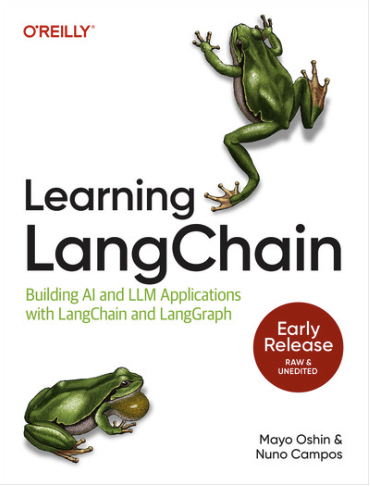 O'REILLY®
Learning
LangChain
Building AI and LLM Applications
with LangChain and LangGraph
Early
Release
RAW &
UNEDITED
Mayo Oshin &
Nuno Campos